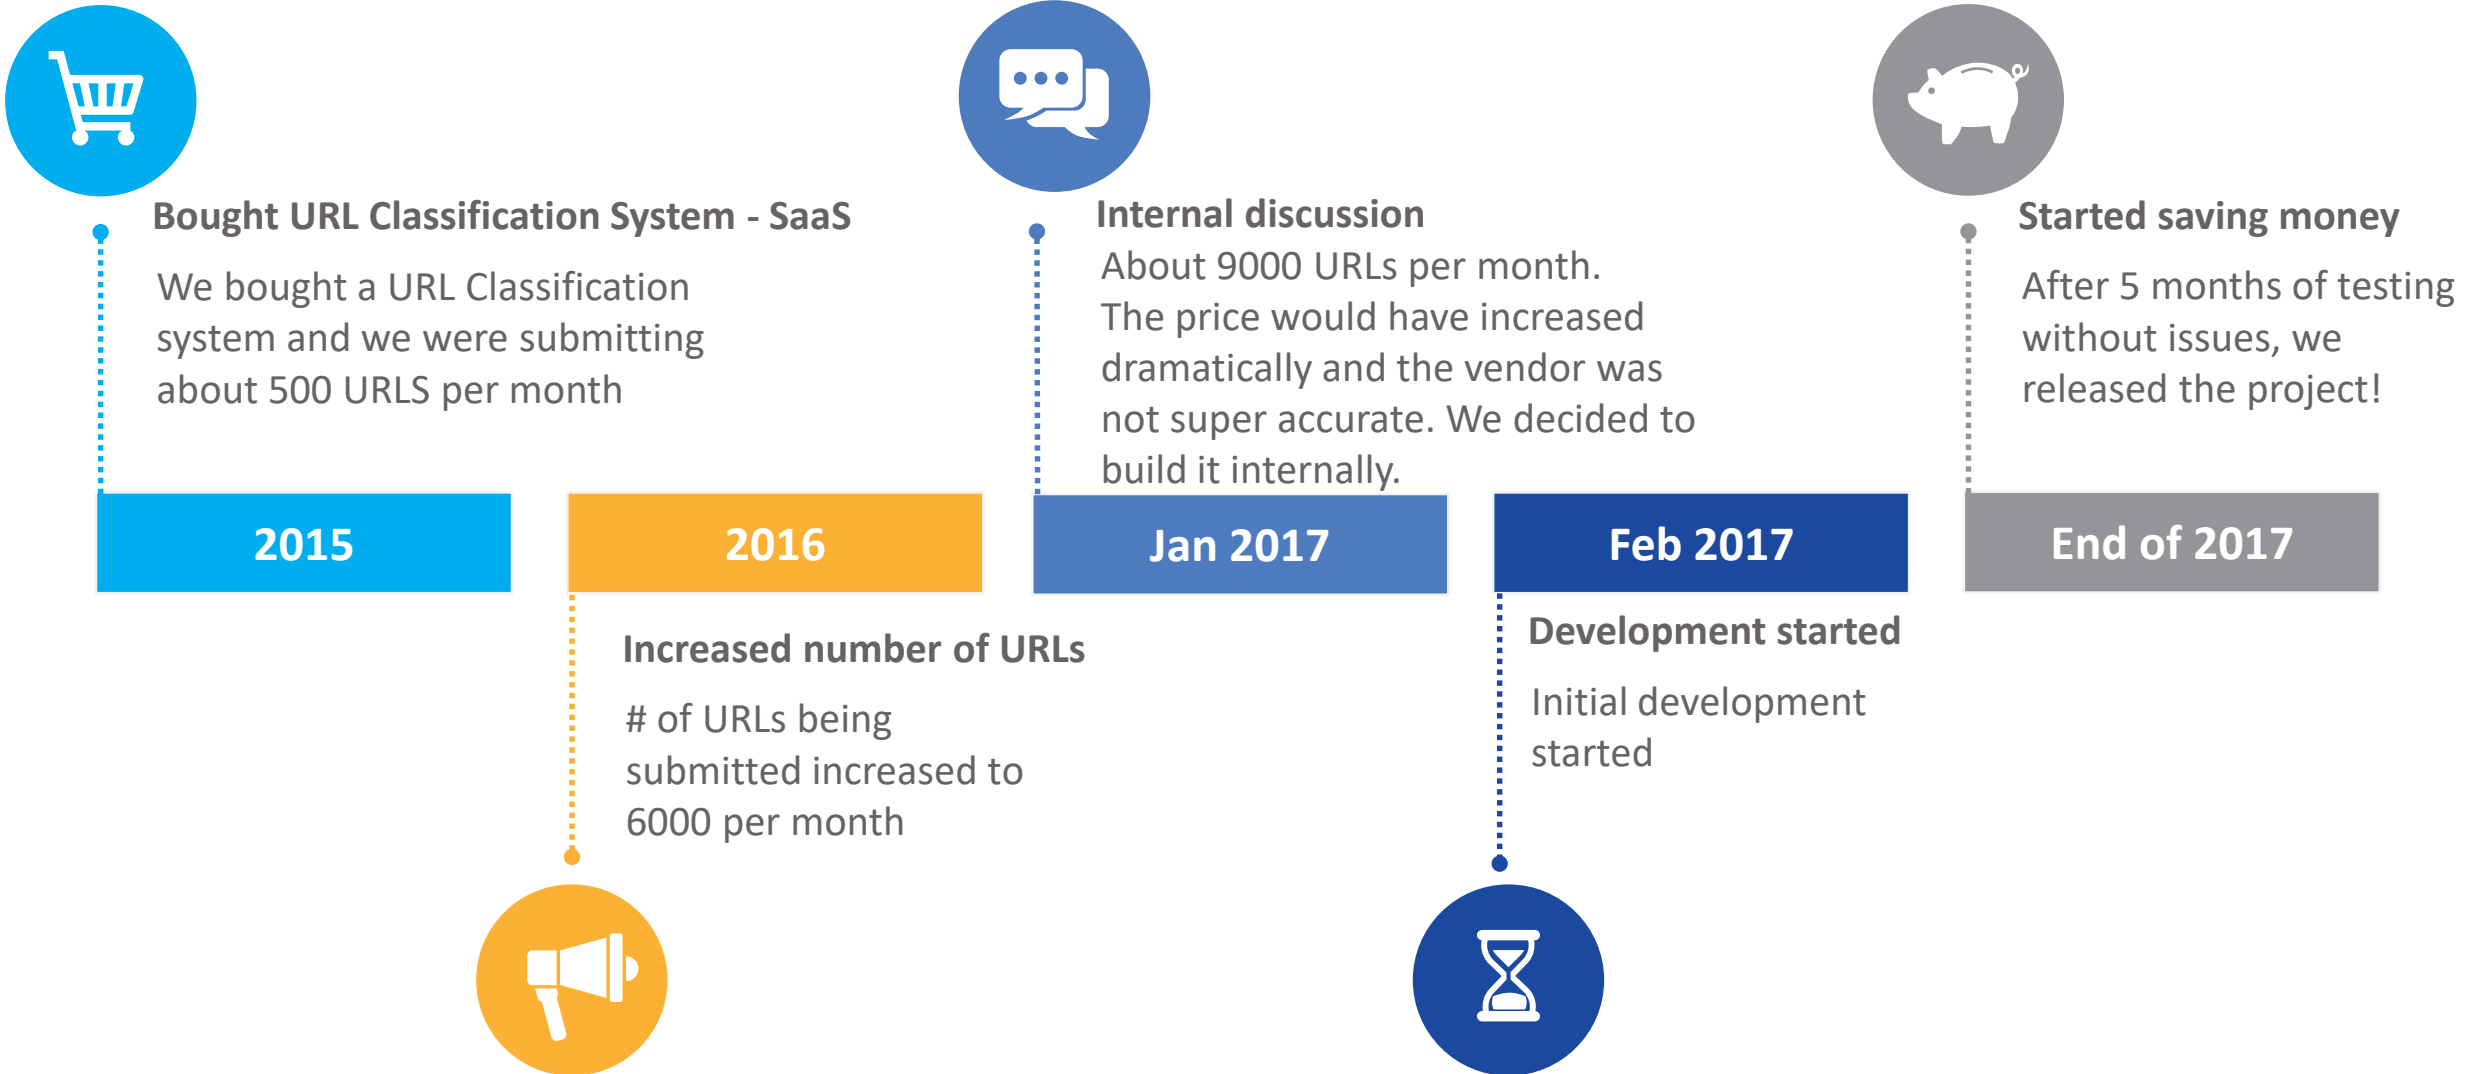 Bought URL Classification System - SaaS
We bought a URL Classification
system and we were submitting
about 500 URLS per month
Internal discussion
About 9000 URLs per month.
The price would have increased
dramatically and the vendor was
not super accurate. We decided to
build it internally.
Started saving money
After 5 months of testing
without issues, we
released the project!
2015
2016
Jan 2017
Feb 2017
End of 2017
Increased number of URLs
# of URLs being
submitted increased to
6000 per month
Development started
Initial development
started